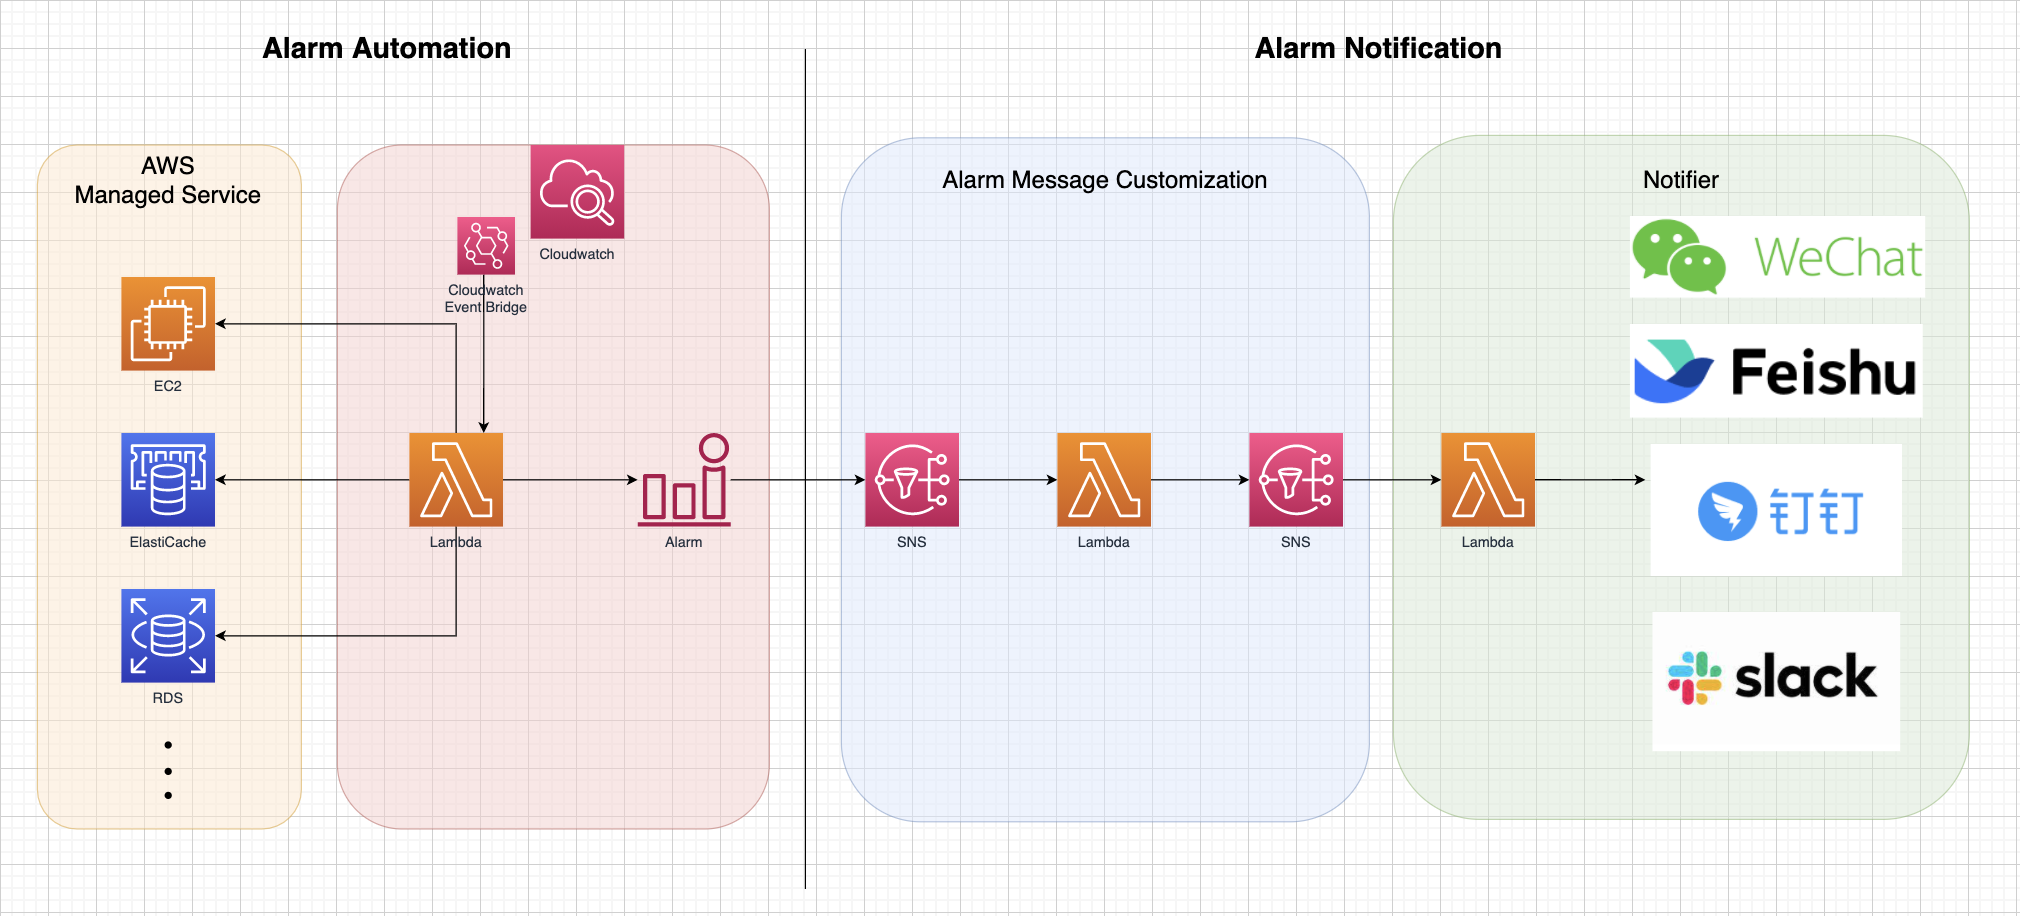 Alarm Automation
Alarm Notification
AWS
Managed Service
EC2
ElastiCache
RDS
Cloudwatch
Cloudwatch
Event Bridge
Lambda
Alarm
Alarm Message Customization
SNS
Lambda
SNS
Notifier
Lambda
WeChat
Feishu
钉钉
slack